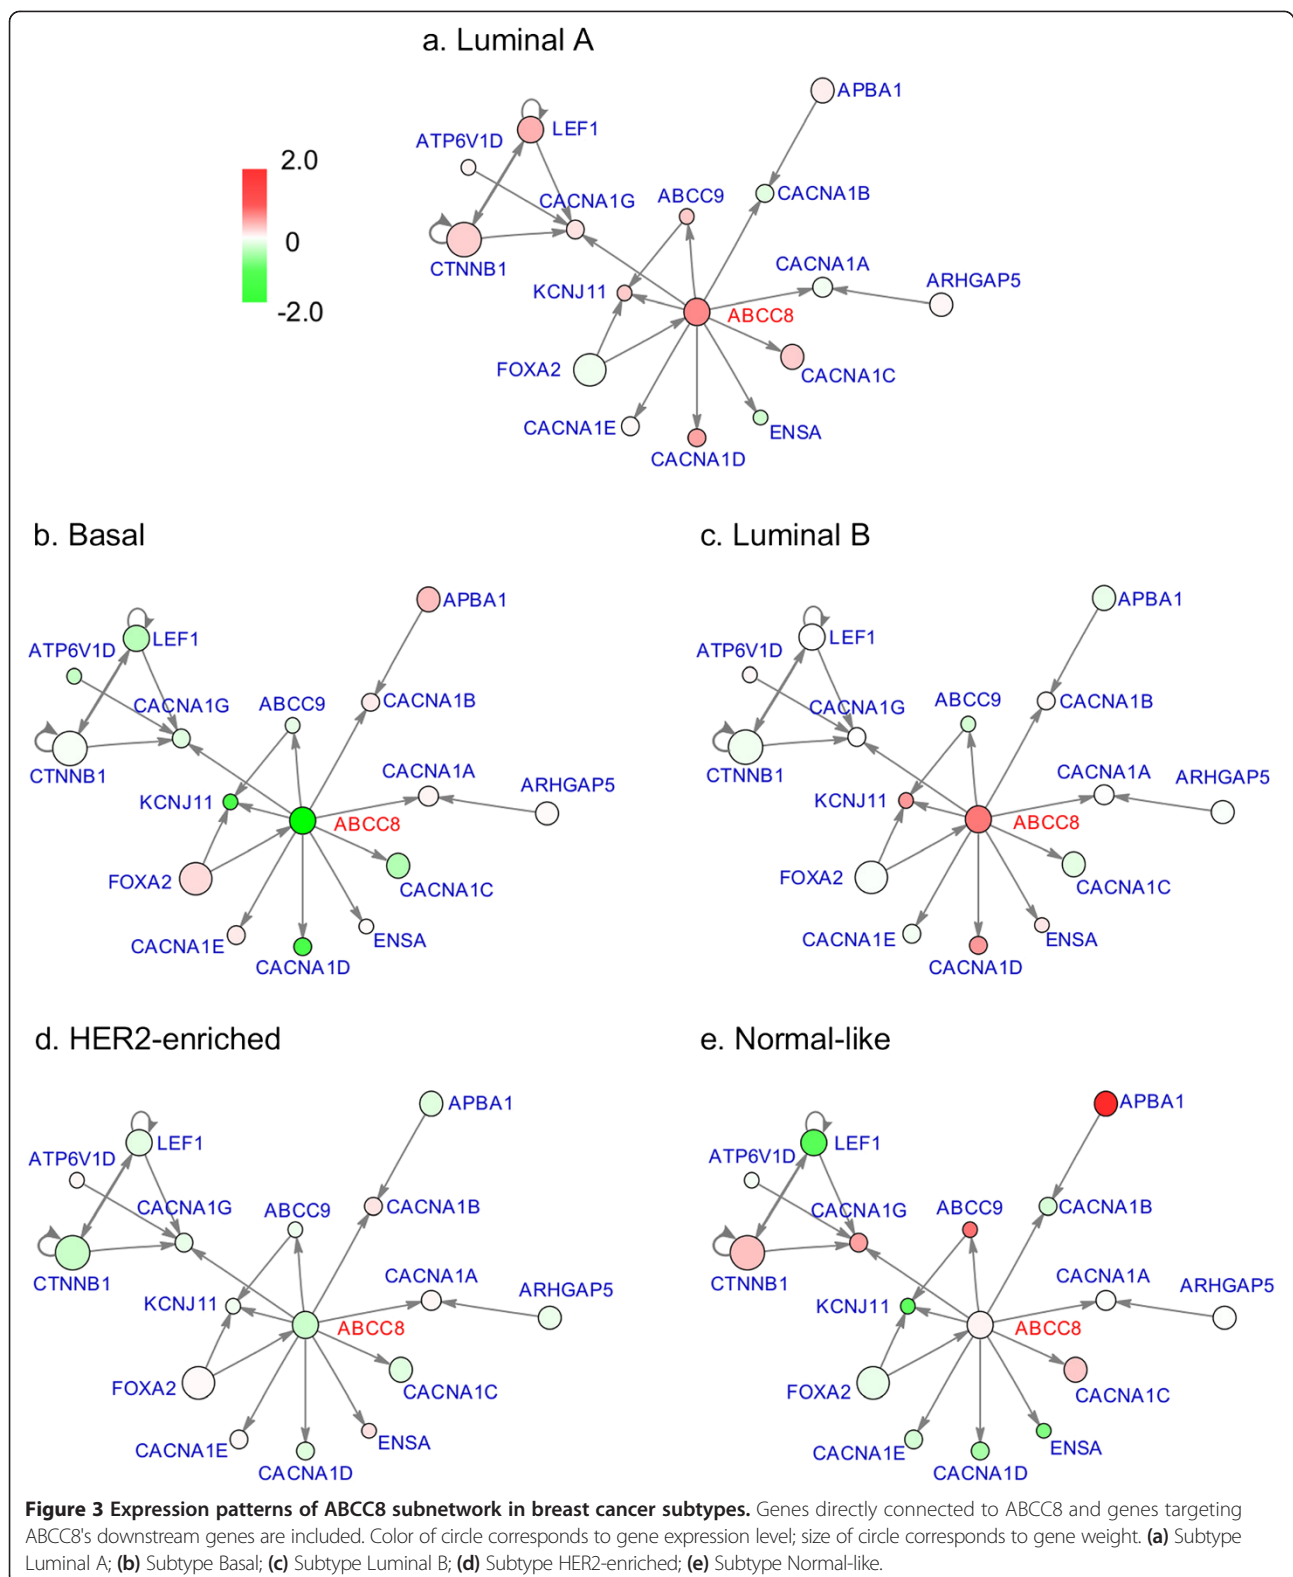 a. Luminal A
2.0
0
-2.0
APBA1
LEF1
ATP6V1D
CACNA1G
ABCC9
CACNA1B
CTNNB1
CACNA1A
ARHGAP5
KCNJ11
ABCC8
FOXA2
CACNA1C
CACNA1E
ENSA
CACNA1D
b. Basal
APBA1
LEF1
ATP6V1D
CACNA1G
ABCC9
CACNA1B
CTNNB1
CACNA1A
ARHGAP5
KCNJ11
ABCC8
FOXA2
CACNA1C
CACNA1E
ENSA
CACNA1D
c. Luminal B
APBA1
LEF1
ATP6V1D
CACNA1G
ABCC9
CACNA1B
CTNNB1
CACNA1A
ARHGAP5
KCNJ11
ABCC8
FOXA2
CACNA1C
CACNA1E
ENSA
CACNA1D
d. HER2-enriched
APBA1
LEF1
ATP6V1D
CACNA1G
ABCC9
CACNA1B
CTNNB1
CACNA1A
ARHGAP5
KCNJ11
ABCC8
FOXA2
CACNA1C
CACNA1E
ENSA
CACNA1D
e. Normal-like
APBA1
LEF1
ATP6V1D
CACNA1G
ABCC9
CACNA1B
CTNNB1
CACNA1A
ARHGAP5
KCNJ11
ABCC8
FOXA2
CACNA1C
CACNA1E
ENSA
CACNA1D
Figure 3 Expression patterns of ABCC8 subnetwork in breast cancer subtypes. Genes directly connected to ABCC8 and genes targeting
ABCC8's downstream genes are included. Color of circle corresponds to gene expression level; size of circle corresponds to gene weight. (a) Subtype
Luminal A; (b) Subtype Basal; (c) Subtype Luminal B; (d) Subtype HER2-enriched; (e) Subtype Normal-like.